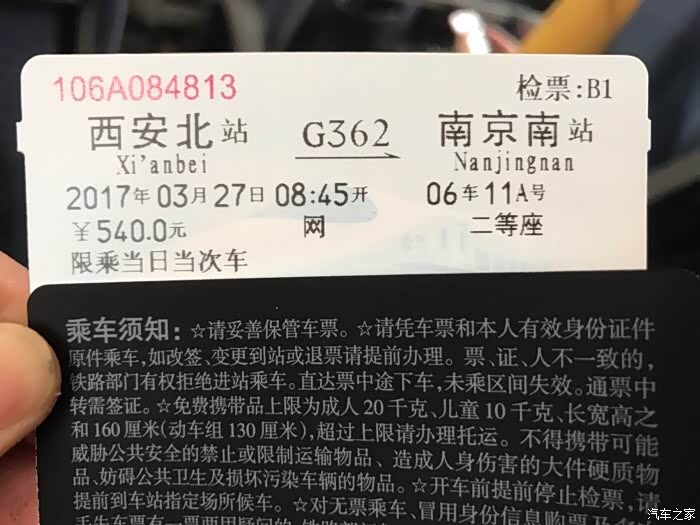 106A084813 检票:B1
西安北站 G362 南京南站
Xi'anbei Nanjingnan
2017年03月27日 08:45开 06车11A号
￥540.0元 网 二等座
限乘当日当次车
乘车须知：☆请妥善保管车票。☆请凭车票和本人有效身份证件
原件乘车，如改签、变更到站或退票请提前办理。票、证、人不一致的，
铁路部门有权拒绝进站乘车。直达票中途下车，未乘区间失效。通票中
转需签证。☆免费携带品上限为成人20千克、儿童10千克、长宽高之
和160厘米(动车组130厘米)，超过上限请办理托运。不得携带可能
威胁公共安全的禁止或限制运输物品、造成人身伤害的大件硬质物
品、妨碍公共卫生及损坏污染车辆的物品。☆开车前提前停止检票，请
提前到车站指定场所候车。☆对无票乘车、冒用身份信息购票
汽车之家